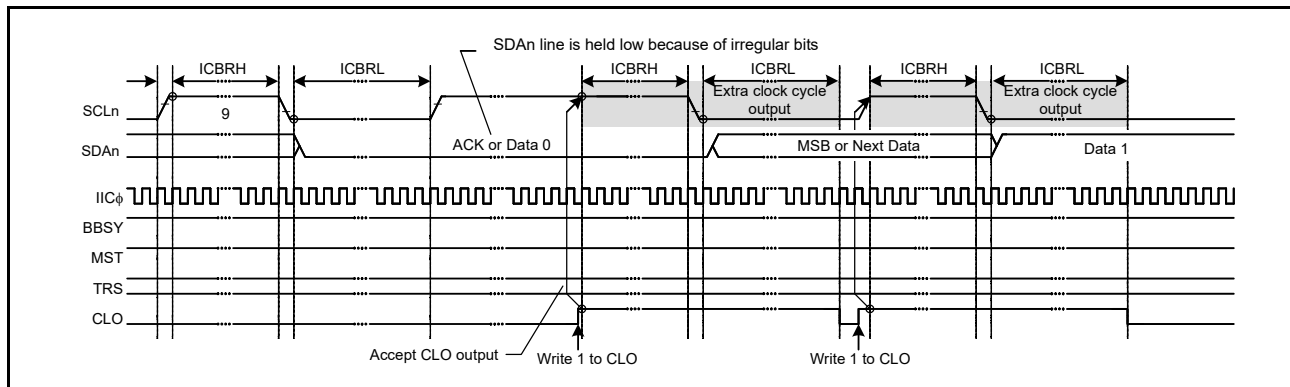 SDAn line is held low because of irregular bits
ICBRH ICBRL ICBRH ICBRL ICBRH ICBRL
Extra clock cycle output Extra clock cycle output
SCLn 9
SDAn ACK or Data 0 MSB or Next Data Data 1
IICϕ
BBSY
MST
TRS
CLO
Accept CLO output Write 1 to CLO Write 1 to CLO